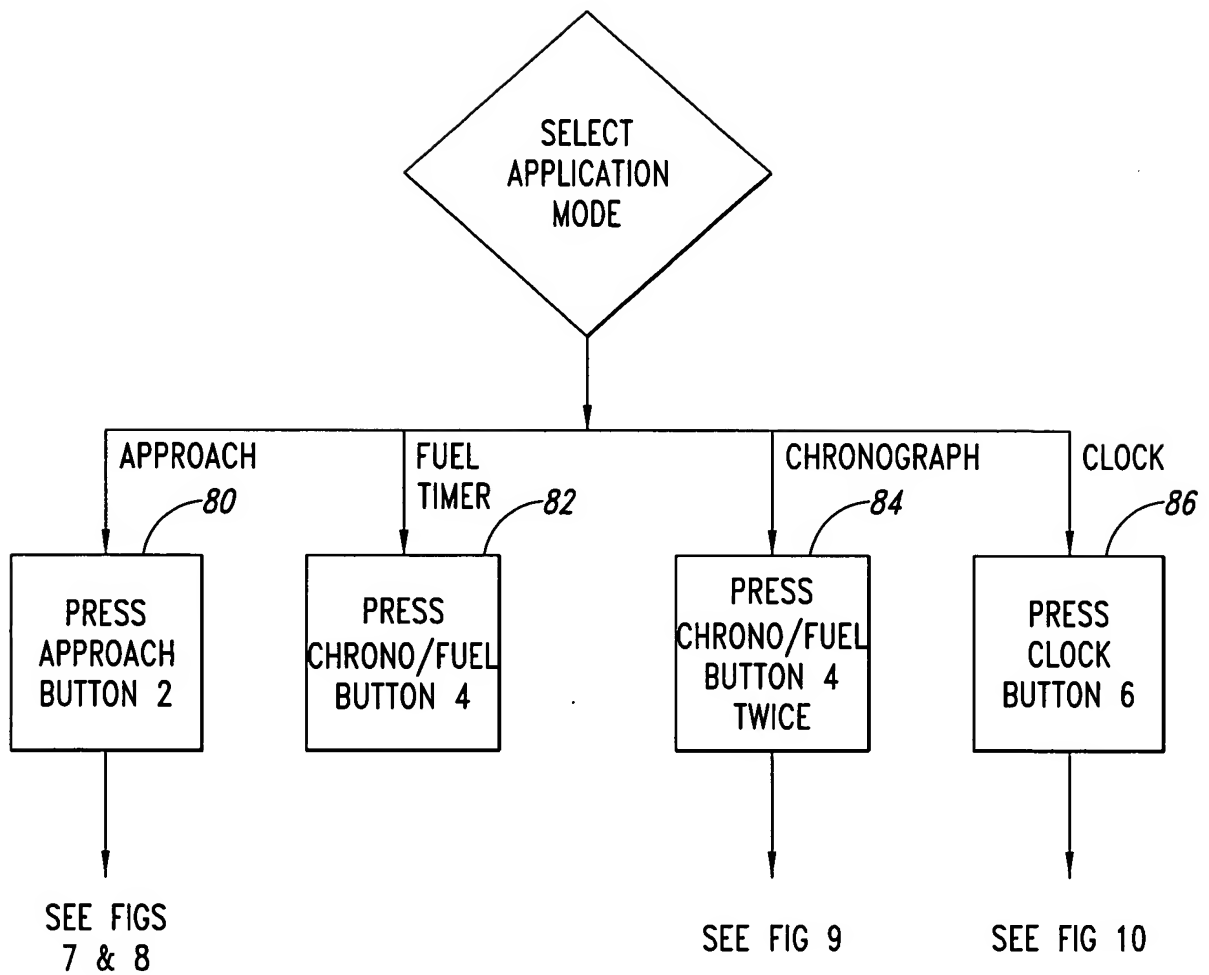 SELECT
APPLICATION
MODE
APPROACH
FUEL
TIMER
CHRONOGRAPH
CLOCK
80
82
84
86
PRESS
APPROACH
BUTTON 2
PRESS
CHRONO/FUEL
BUTTON 4
PRESS
CHRONO/FUEL
BUTTON 4
TWICE
PRESS
CLOCK
BUTTON 6
SEE FIGS
7 & 8
SEE FIG 9
SEE FIG 10